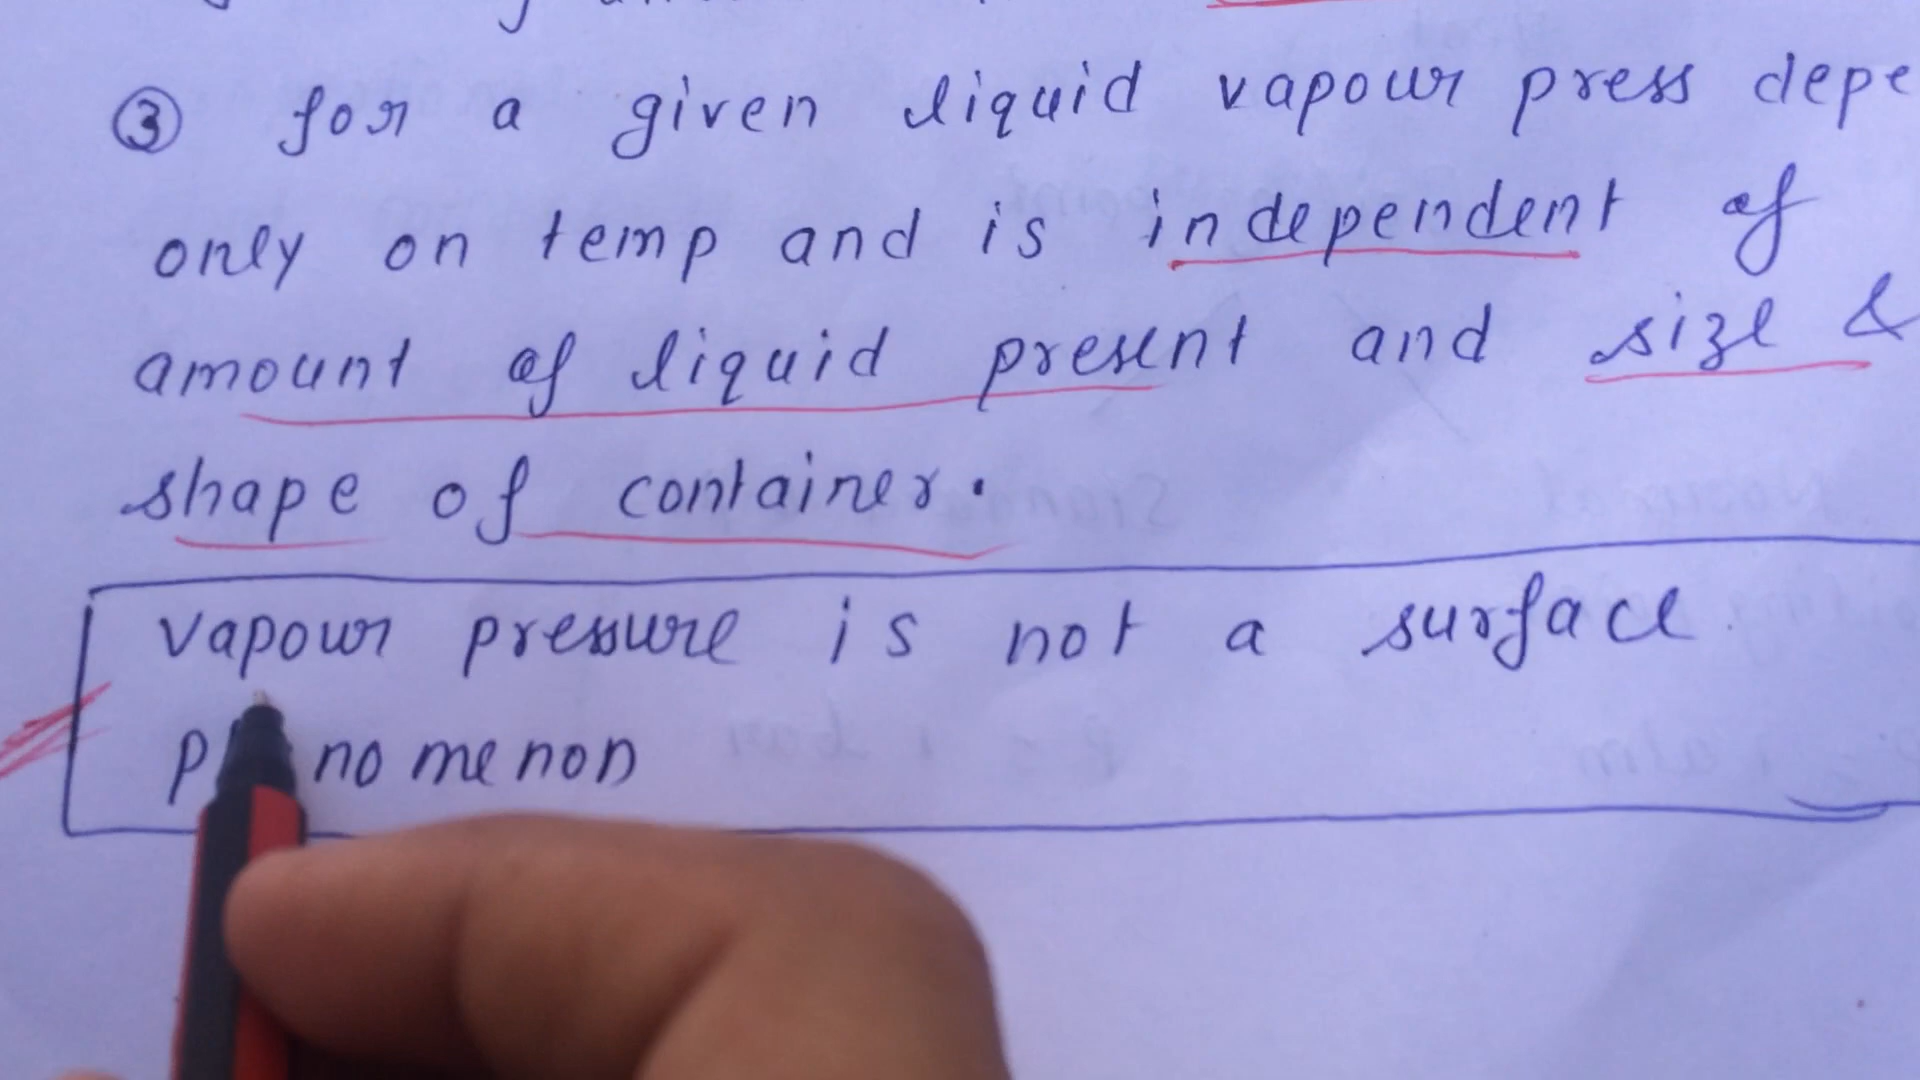 ③ for a given liquid vapour press depe
only on temp and is independent of
amount of liquid present and size &
shape of container.
vapour pressure is not a surface
nomenon